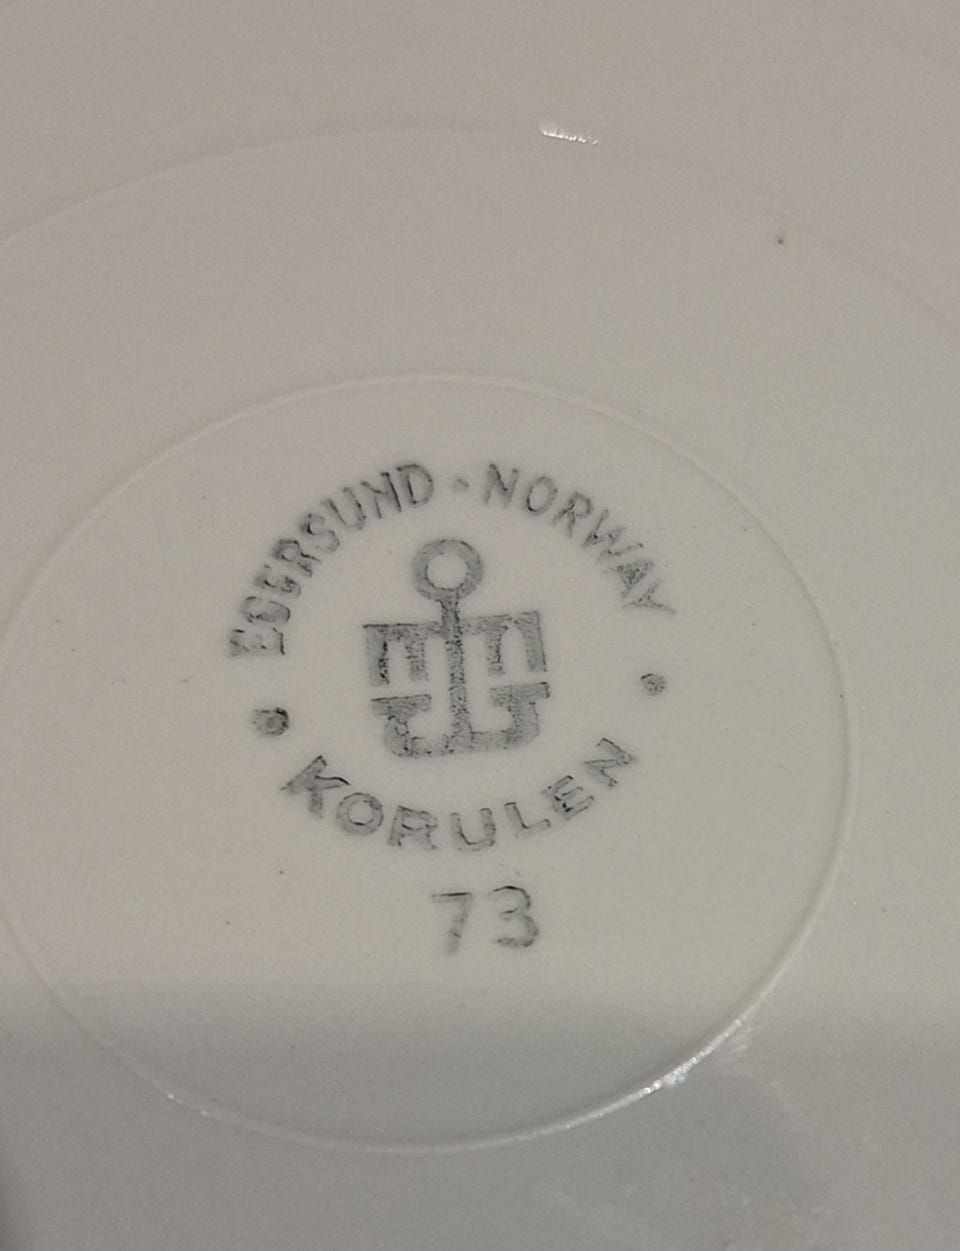 EGERSUND · NORWAY
KORULEN
73